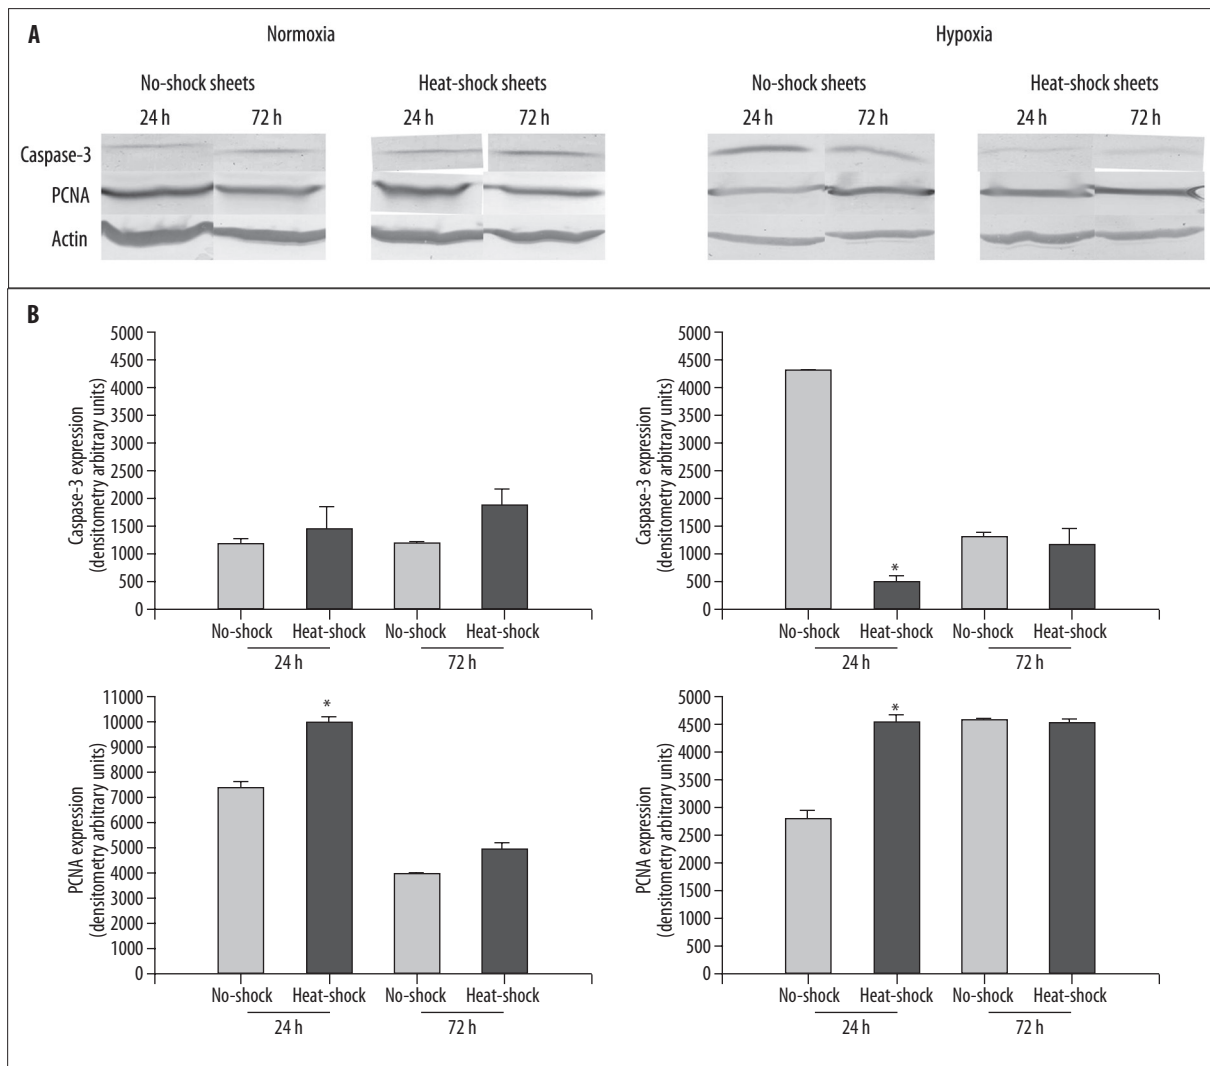 A
Normoxia
Hypoxia
No-shock sheets
Heat-shock sheets
No-shock sheets
Heat-shock sheets
24 h
72 h
24 h
72 h
24 h
72 h
24 h
72 h
Caspase-3
PCNA
Actin
B
Caspase-3 expression
(densitometry arbitrary units)
5000
4500
4000
3500
3000
2500
2000
1500
1000
500
0
No-shock
Heat-shock
No-shock
Heat-shock
24 h
72 h
Caspase-3 expression
(densitometry arbitrary units)
5000
4500
4000
3500
3000
2500
2000
1500
1000
500
0
*
No-shock
Heat-shock
No-shock
Heat-shock
24 h
72 h
PCNA expression
(densitometry arbitrary units)
11000
10000
9000
8000
7000
6000
5000
4000
3000
2000
1000
0
*
No-shock
Heat-shock
No-shock
Heat-shock
24 h
72 h
PCNA expression
(densitometry arbitrary units)
5000
4500
4000
3500
3000
2500
2000
1500
1000
500
0
*
No-shock
Heat-shock
No-shock
Heat-shock
24 h
72 h